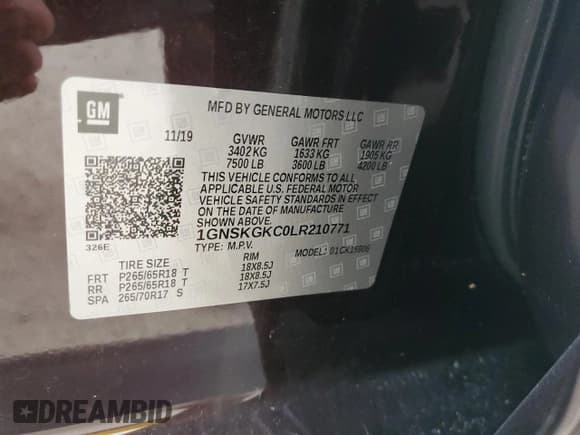 GM
MFD BY GENERAL MOTORS LLC
11/19 GVWR GAWR FRT GAWR RR
3402 KG 1633 KG 1905 KG
7500 LB 3600 LB 4200 LB
THIS VEHICLE CONFORMS TO ALL
APPLICABLE U.S. FEDERAL MOTOR
VEHICLE SAFETY STANDARDS IN EFFECT
ON THE DATE OF MANUFACTURE
SHOWN ABOVE.
326E
1GNSKGKC0LR210771
TYPE: M.P.V. MODEL: 01CK15906
TIRE SIZE RIM
FRT P265/65R18 T 18X8.5J
RR P265/65R18 T 18X8.5J
SPA 265/70R17 S 17X7.5J
DREAMBID